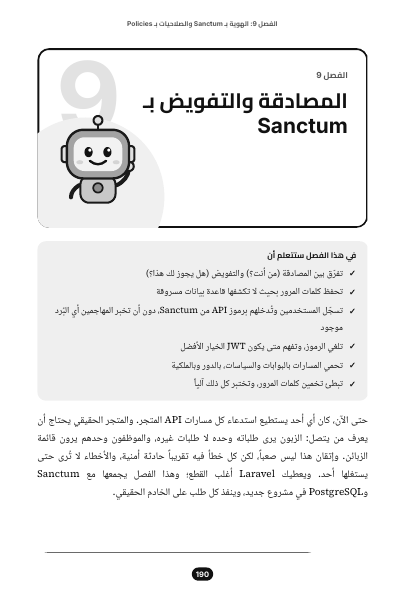 الفصل 9: الهوية بـ Sanctum والصلاحيات بـ Policies
9
الفصل 9
المصادقة والتفويض بـ
Sanctum
في هذا الفصل ستتعلم أن
✓ تفرّق بين المصادقة (من أنت؟) والتفويض (هل يجوز لك هذا؟)
✓ تحفظ كلمات المرور بحيث لا تكشفها قاعدة بيانات مسروقة
✓ تسجّل المستخدمين وتُدخلهم برموز API من Sanctum، دون أن تخبر المهاجمين أي البُرد
موجود
✓ تلغي الرموز، وتفهم متى يكون JWT الخيار الأفضل
✓ تحمي المسارات بالبوابات والسياسات، بالدور وبالملكية
✓ تبطئ تخمين كلمات المرور، وتختبر كل ذلك آلياً
حتى الآن، كان أي أحد يستطيع استدعاء كل مسارات API المتجر. والمتجر الحقيقي يحتاج أن
يعرف من يتصل: الزبون يرى طلباته وحده لا طلبات غيره، والموظفون وحدهم يرون قائمة
الزبائن. وإتقان هذا ليس صعباً، لكن كل خطأ فيه تقريباً حادثة أمنية، والأخطاء لا تُرى حتى
يستغلها أحد. ويعطيك Laravel أغلب القطع؛ وهذا الفصل يجمعها مع Sanctum
وPostgreSQL في مشروع جديد، وينفذ كل طلب على الخادم الحقيقي.
190